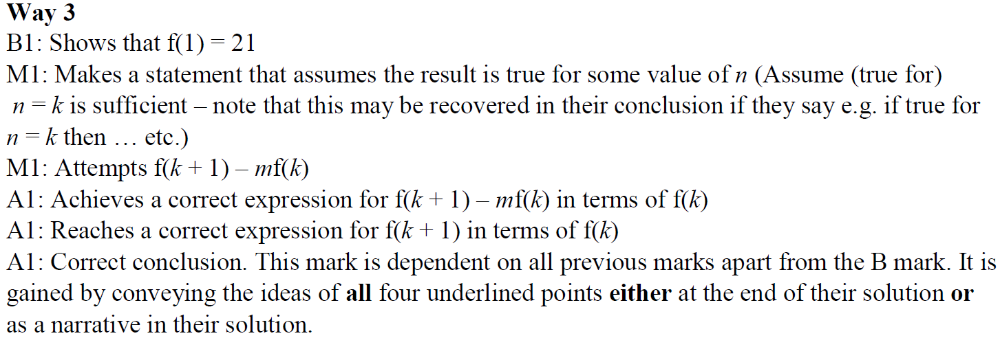 Way 3
B1: Shows that f(1) = 21
M1: Makes a statement that assumes the result is true for some value of n (Assume (true for)
n = k is sufficient – note that this may be recovered in their conclusion if they say e.g. if true for
n = k then … etc.)
M1: Attempts f(k + 1) – mf(k)
A1: Achieves a correct expression for f(k + 1) – mf(k) in terms of f(k)
A1: Reaches a correct expression for f(k + 1) in terms of f(k)
A1: Correct conclusion. This mark is dependent on all previous marks apart from the B mark. It is
gained by conveying the ideas of all four underlined points either at the end of their solution or
as a narrative in their solution.